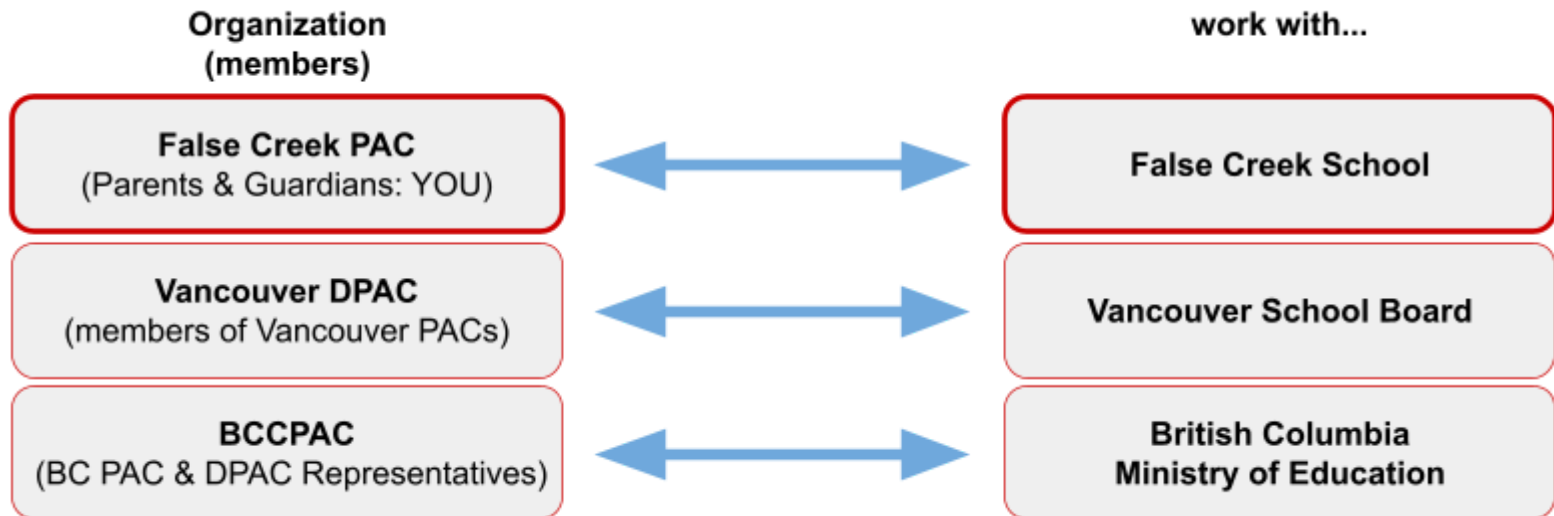 Organization
(members)
work with...
False Creek PAC
(Parents & Guardians: YOU)
False Creek School
Vancouver DPAC
(members of Vancouver PACs)
Vancouver School Board
BCCPAC
(BC PAC & DPAC Representatives)
British Columbia
Ministry of Education